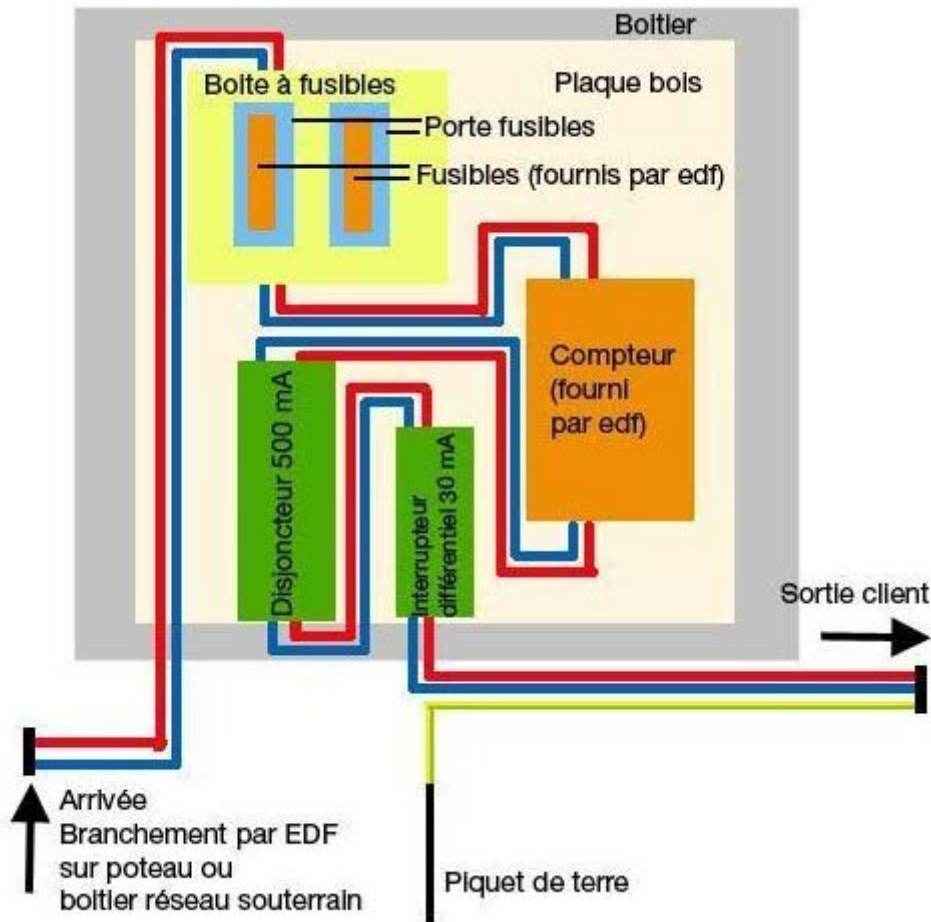 Boitier
Plaque bois
Boite à fusibles
Porte fusibles
Fusibles (fournis par edf)
Compteur
(fourni
par edf)
Disjoncteur 500 mA
Interrupteur
différentiel 30 mA
Sortie client
Arrivée
Branchement par EDF
sur poteau ou
boitier réseau souterrain
Piquet de terre